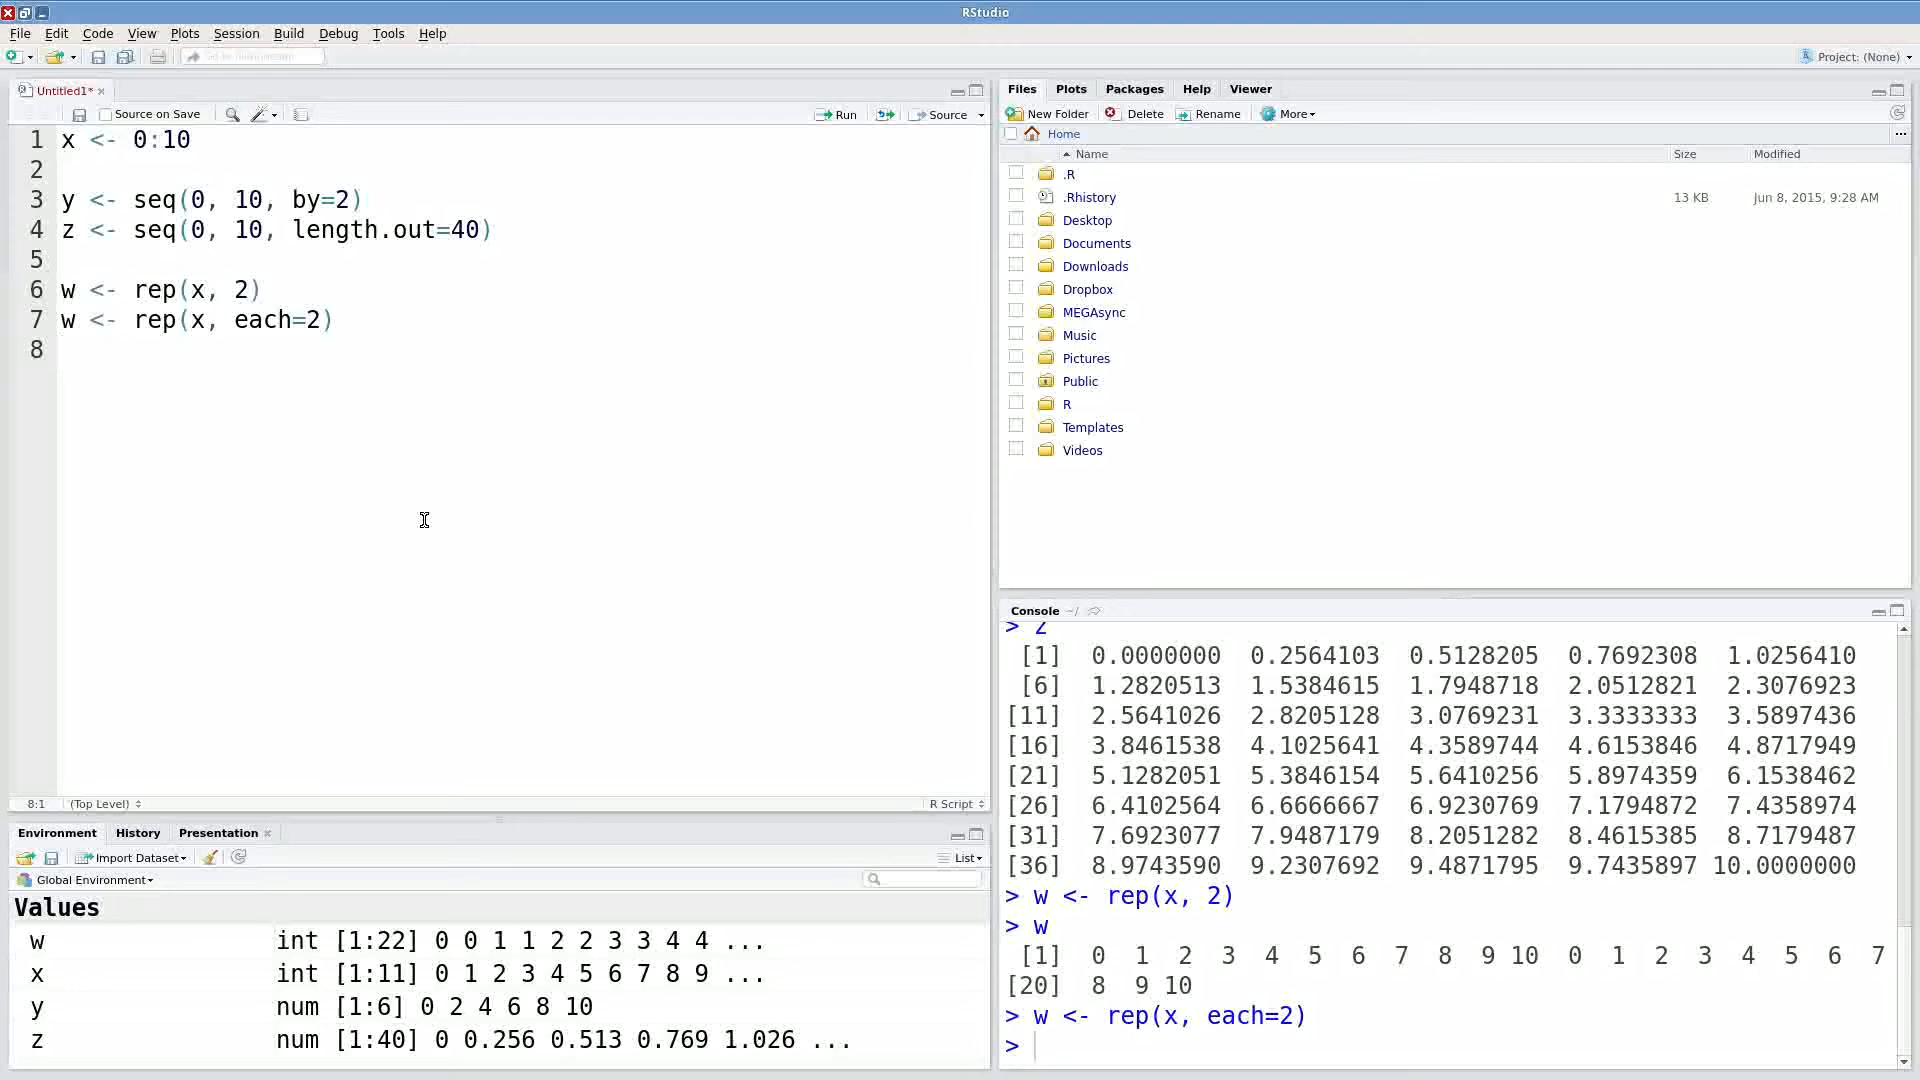 RStudio
File Edit Code View Plots Session Build Debug Tools Help
Go to file/function
Project: (None)
Untitled1*
Source on Save
Run
Source
1 x <- 0:10
2
3 y <- seq(0, 10, by=2)
4 z <- seq(0, 10, length.out=40)
5
6 w <- rep(x, 2)
7 w <- rep(x, each=2)
8
8:1 (Top Level) R Script
Environment History Presentation
Import Dataset List
Global Environment
Values
w int [1:22] 0 0 1 1 2 2 3 3 4 4 ...
x int [1:11] 0 1 2 3 4 5 6 7 8 9 ...
y num [1:6] 0 2 4 6 8 10
z num [1:40] 0 0.256 0.513 0.769 1.026 ...
Files Plots Packages Help Viewer
New Folder Delete Rename More
Home ...
Name Size Modified
.R
.Rhistory 13 KB Jun 8, 2015, 9:28 AM
Desktop
Documents
Downloads
Dropbox
MEGAsync
Music
Pictures
Public
R
Templates
Videos
Console ~/
> z
[1] 0.0000000 0.2564103 0.5128205 0.7692308 1.0256410
[6] 1.2820513 1.5384615 1.7948718 2.0512821 2.3076923
[11] 2.5641026 2.8205128 3.0769231 3.3333333 3.5897436
[16] 3.8461538 4.1025641 4.3589744 4.6153846 4.8717949
[21] 5.1282051 5.3846154 5.6410256 5.8974359 6.1538462
[26] 6.4102564 6.6666667 6.9230769 7.1794872 7.4358974
[31] 7.6923077 7.9487179 8.2051282 8.4615385 8.7179487
[36] 8.9743590 9.2307692 9.4871795 9.7435897 10.0000000
> w <- rep(x, 2)
> w
[1] 0 1 2 3 4 5 6 7 8 9 10 0 1 2 3 4 5 6 7
[20] 8 9 10
> w <- rep(x, each=2)
>